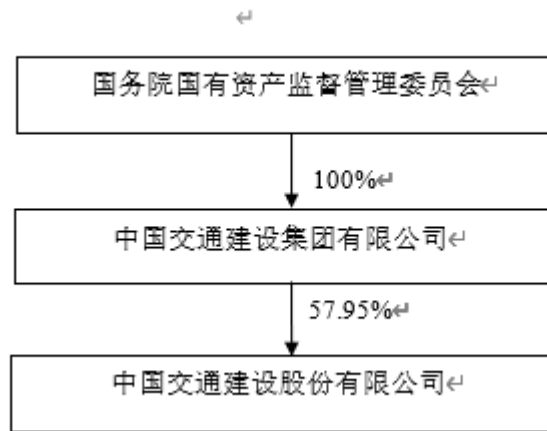 国务院国有资产监督管理委员会
100%
中国交通建设集团有限公司
57.95%
中国交通建设股份有限公司